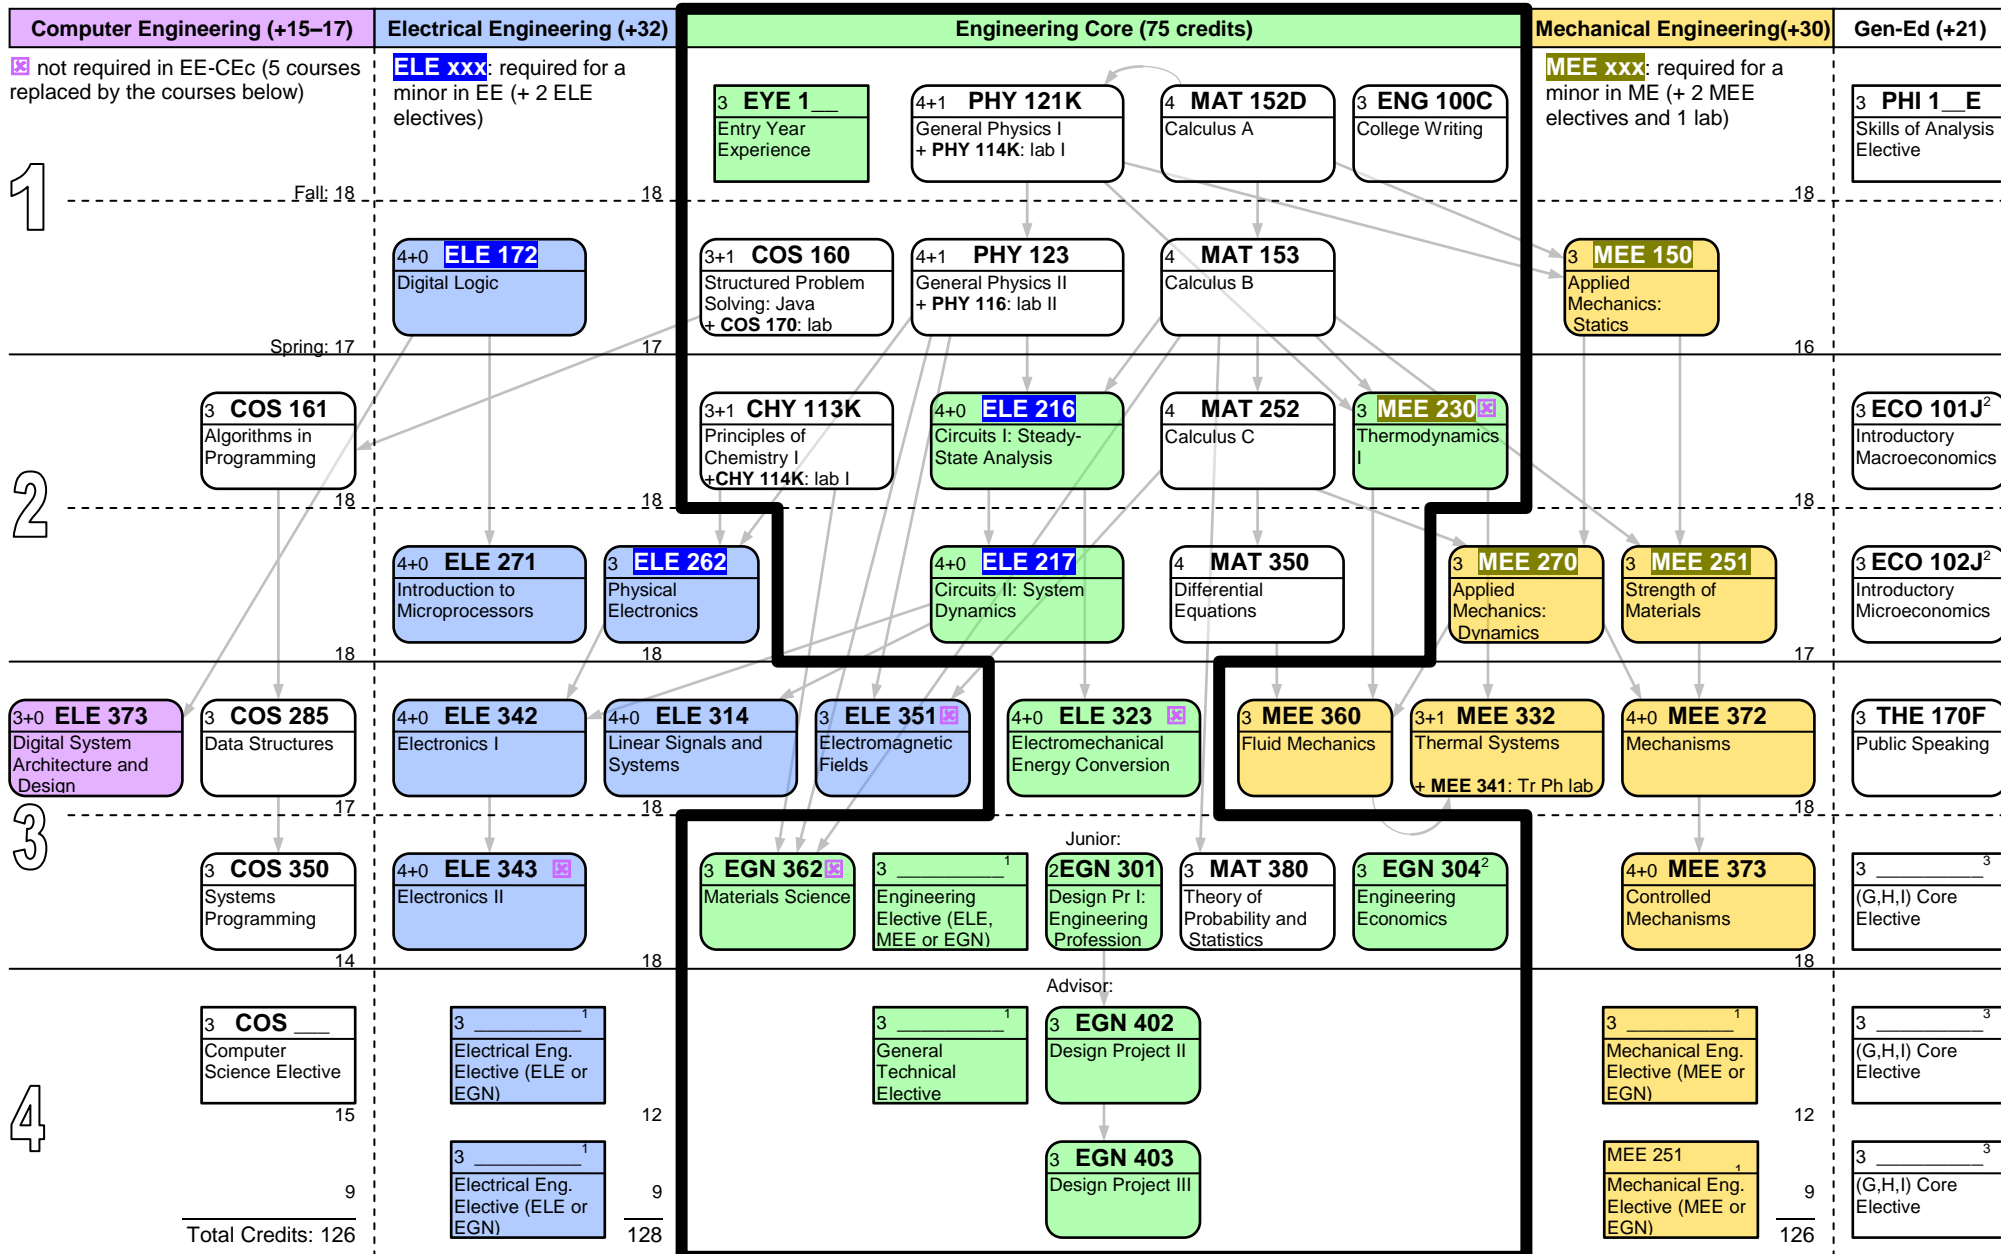 Computer Engineering (+15–17)
Electrical Engineering (+32)
Engineering Core (75 credits)
Mechanical Engineering(+30)
Gen-Ed (+21)
not required in EE-CEc (5 courses
replaced by the courses below)
ELE xxx: required for a
minor in EE (+ 2 ELE
electives)
MEE xxx: required for a
minor in ME (+ 2 MEE
electives and 1 lab)
1
3 EYE 1__
Entry Year
Experience
4+1 PHY 121K
General Physics I
+ PHY 114K: lab I
4 MAT 152D
Calculus A
3 ENG 100C
College Writing
3 PHI 1__E
Skills of Analysis
Elective
Fall: 18
18
18
4+0 ELE 172
Digital Logic
3+1 COS 160
Structured Problem
Solving: Java
+ COS 170: lab
4+1 PHY 123
General Physics II
+ PHY 116: lab II
4 MAT 153
Calculus B
3 MEE 150
Applied
Mechanics:
Statics
Spring: 17
17
16
2
3 COS 161
Algorithms in
Programming
3+1 CHY 113K
Principles of
Chemistry I
+CHY 114K: lab I
4+0 ELE 216
Circuits I: Steady-
State Analysis
4 MAT 252
Calculus C
3 MEE 230
Thermodynamics
I
3 ECO 101J2
Introductory
Macroeconomics
18
18
18
4+0 ELE 271
Introduction to
Microprocessors
3 ELE 262
Physical
Electronics
4+0 ELE 217
Circuits II: System
Dynamics
4 MAT 350
Differential
Equations
3 MEE 270
Applied
Mechanics:
Dynamics
3 MEE 251
Strength of
Materials
3 ECO 102J2
Introductory
Microeconomics
18
18
17
3
3+0 ELE 373
Digital System
Architecture and
Design
3 COS 285
Data Structures
4+0 ELE 342
Electronics I
4+0 ELE 314
Linear Signals and
Systems
3 ELE 351
Electromagnetic
Fields
4+0 ELE 323
Electromechanical
Energy Conversion
3 MEE 360
Fluid Mechanics
3+1 MEE 332
Thermal Systems
+ MEE 341: Tr Ph lab
4+0 MEE 372
Mechanisms
3 THE 170F
Public Speaking
17
18
18
Junior:
3 COS 350
Systems
Programming
4+0 ELE 343
Electronics II
3 EGN 362
Materials Science
3 __________1
Engineering
Elective (ELE,
MEE or EGN)
2EGN 301
Design Pr I:
Engineering
Profession
3 MAT 380
Theory of
Probability and
Statistics
3 EGN 3042
Engineering
Economics
4+0 MEE 373
Controlled
Mechanisms
3 __________3
(G,H,I) Core
Elective
14
18
18
4
Advisor:
3 COS ___
Computer
Science Elective
3 __________1
Electrical Eng.
Elective (ELE or
EGN)
3 __________1
General
Technical
Elective
3 EGN 402
Design Project II
3 __________1
Mechanical Eng.
Elective (MEE or
EGN)
3 __________3
(G,H,I) Core
Elective
15
12
12
3 __________1
Electrical Eng.
Elective (ELE or
EGN)
3 EGN 403
Design Project III
MEE 251
1
Mechanical Eng.
Elective (MEE or
EGN)
3 __________3
(G,H,I) Core
Elective
9
9
9
Total Credits: 126
128
126